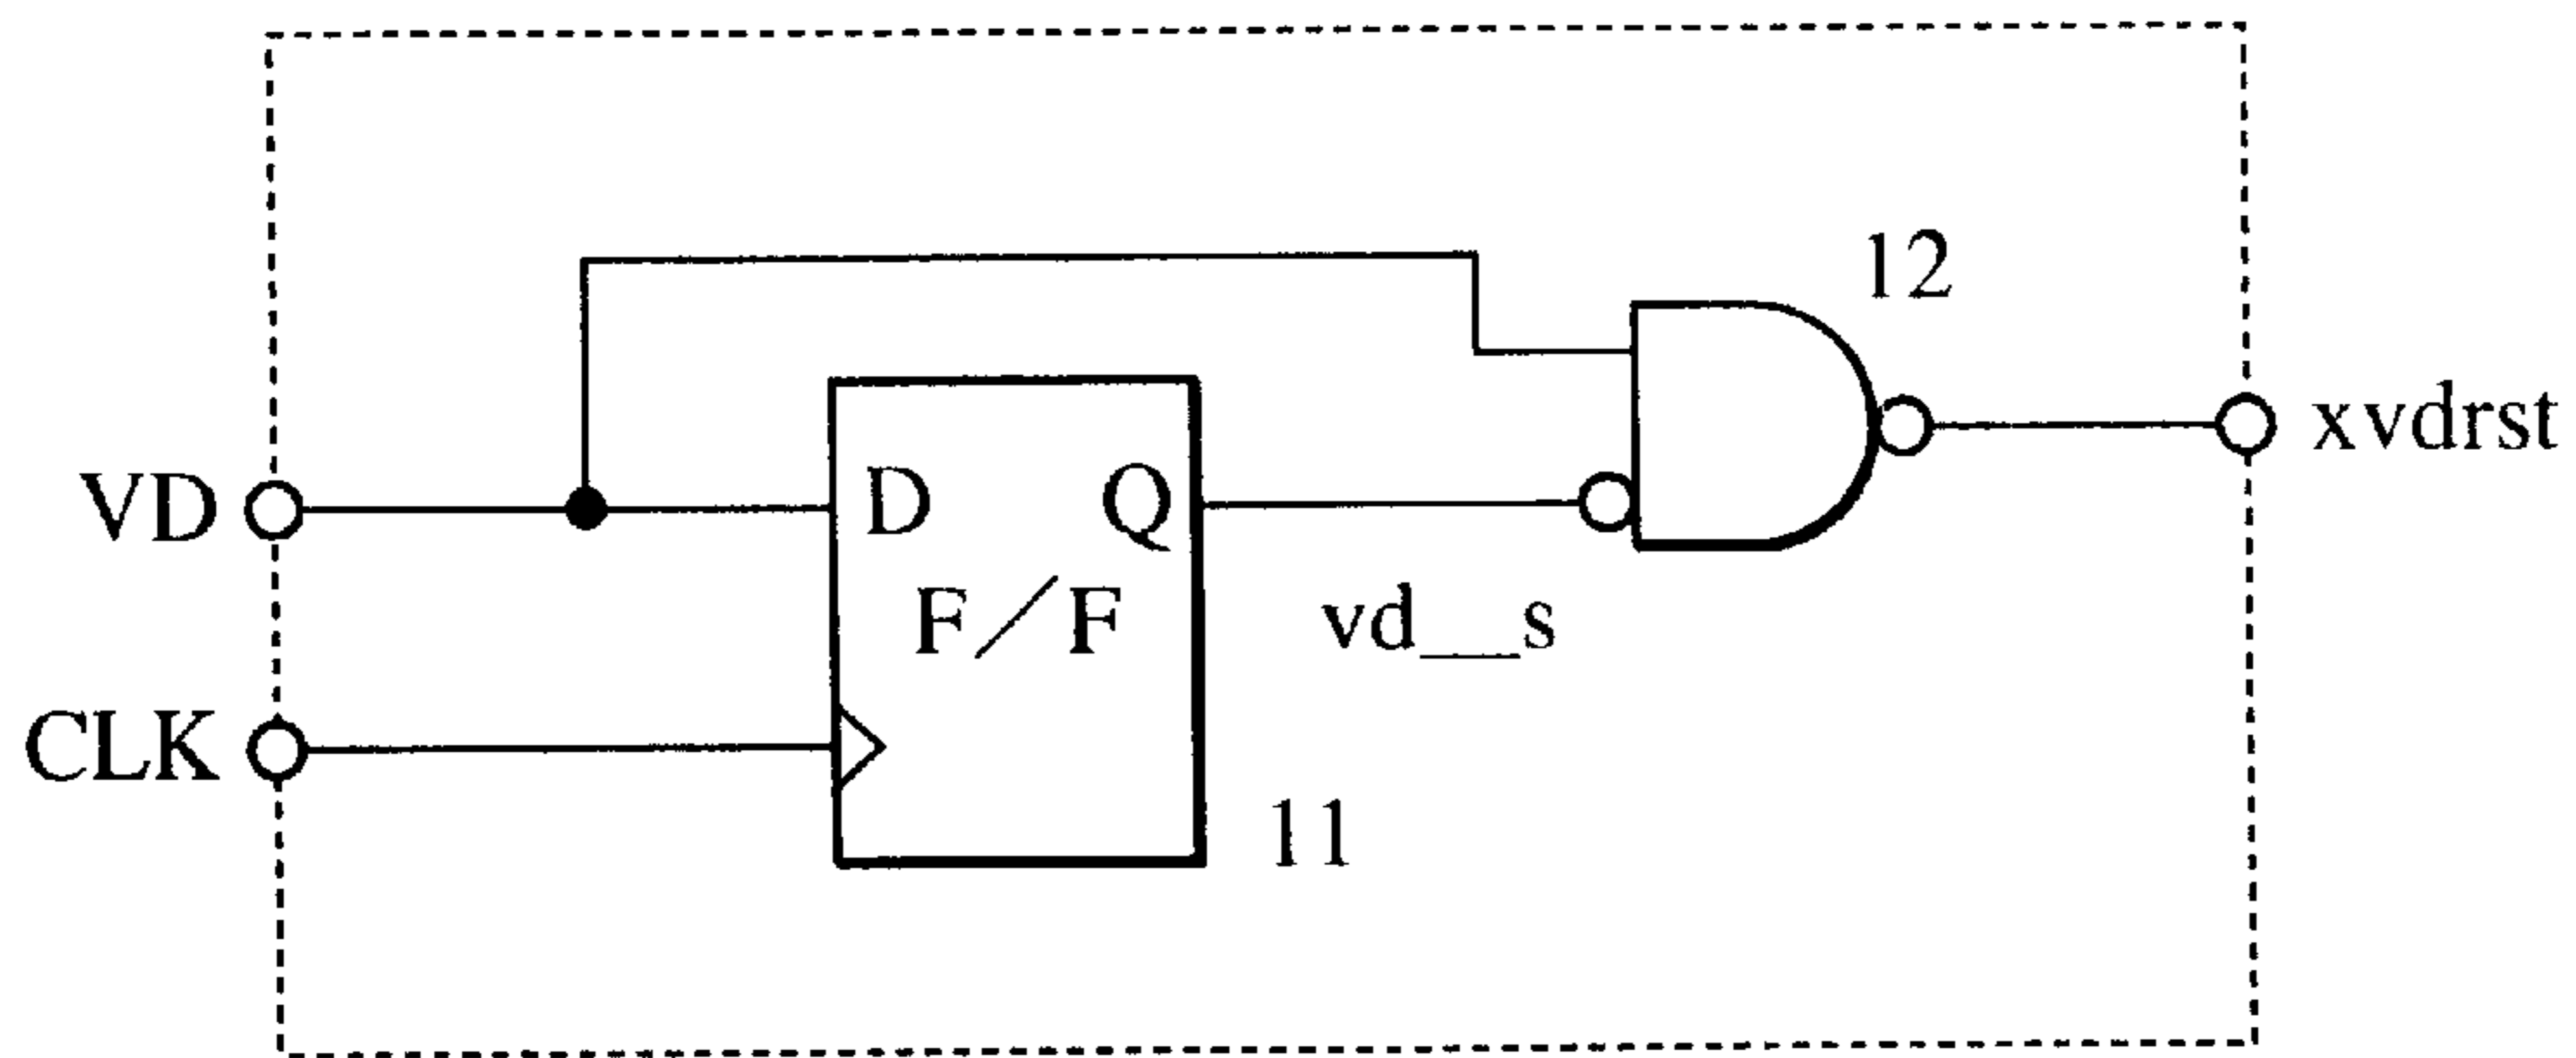 12
xvdrst
VD
D
Q
F/F
vd__s
CLK
11